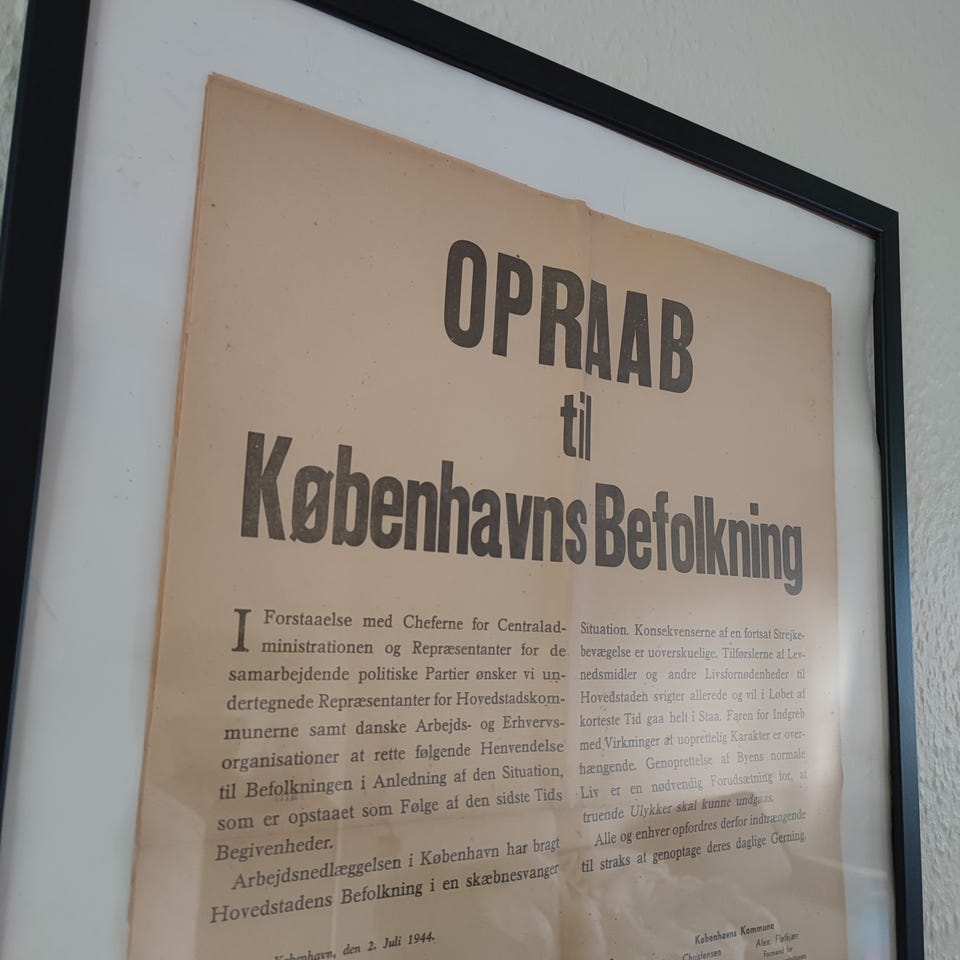 OPRAAB
til
Københavns Befolkning
I Forstaaelse med Cheferne for Centralad-
ministrationen og Repræsentanter for de
samarbejdende politiske Partier ønsker vi un-
dertegnede Repræsentanter for Hovedstadskom-
munerne samt danske Arbejds- og Erhvervs-
organisationer at rette følgende Henvendelse
til Befolkningen i Anledning af den Situation,
som er opstaaet som Følge af den sidste Tids
Begivenheder.
Arbejdsnedlæggelsen i København har bragt
Hovedstadens Befolkning i en skæbnesvanger
Situation. Konsekvenserne af en fortsat Strejke-
bevægelse er uoverskuelige. Tilførslerne af Lev-
nedsmidler og andre Livsfornødenheder til
Hovedstaden svigter allerede og vil i Løbet af
korteste Tid gaa helt i Staa. Faren for Indgreb
med Virkninger af uoprettelig Karakter er over-
hængende. Genoprettelse af Byens normale
Liv er en nødvendig Forudsætning for, at
truende Ulykker skal kunne undgaas.
Alle og enhver opfordres derfor indtrængende
til straks at genoptage deres daglige Gerning.
København, den 2. Juli 1944.
Københavns Kommune
Christensen Alex. Fløtkjær
Formand for